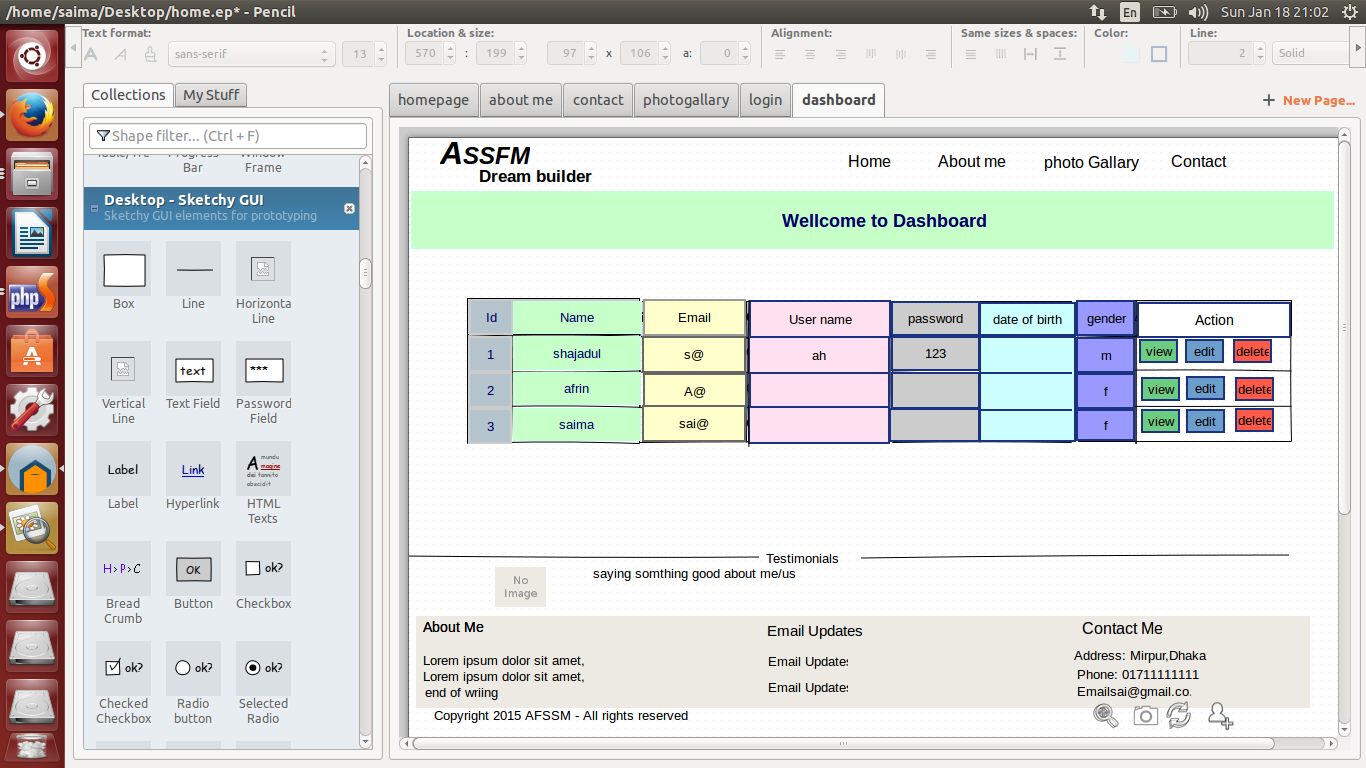 /home/saima/Desktop/home.ep* - Pencil
En
Sun Jan 18 21:02
Text format:
Location & size:
Alignment:
Same sizes & spaces:
Color:
Line:
A A sans-serif 13
570 : 199 97 x 106 a: 0
2 Solid
Collections My Stuff
homepage about me contact photogallary login dashboard
New Page...
Shape filter... (Ctrl + F)
Bar
Window
Frame
Desktop - Sketchy GUI
Sketchy GUI elements for prototyping
Box Line Horizonta
Line
text ***
Vertical
Line
Text Field
Password
Field
Label Link A mundu
magine
Label Hyperlink HTML
Texts
H>P>C OK ok?
Bread
Crumb
Button Checkbox
ok? ok? ok?
Checked
Checkbox
Radio
button
Selected
Radio
php S
ASSFM
Dream builder
Home About me photo Gallary Contact
Wellcome to Dashboard
Id Name Email User name password date of birth gender Action
1 shajadul s@ ah 123 m view edit delete
2 afrin A@ f view edit delete
3 saima sai@ f view edit delete
Testimonials
saying somthing good about me/us
No
Image
About Me
Lorem ipsum dolor sit amet,
Lorem ipsum dolor sit amet,
end of wriing
Email Updates
Email Updates
Email Updates
Contact Me
Address: Mirpur,Dhaka
Phone: 01711111111
Emailsai@gmail.co.
Copyright 2015 AFSSM - All rights reserved